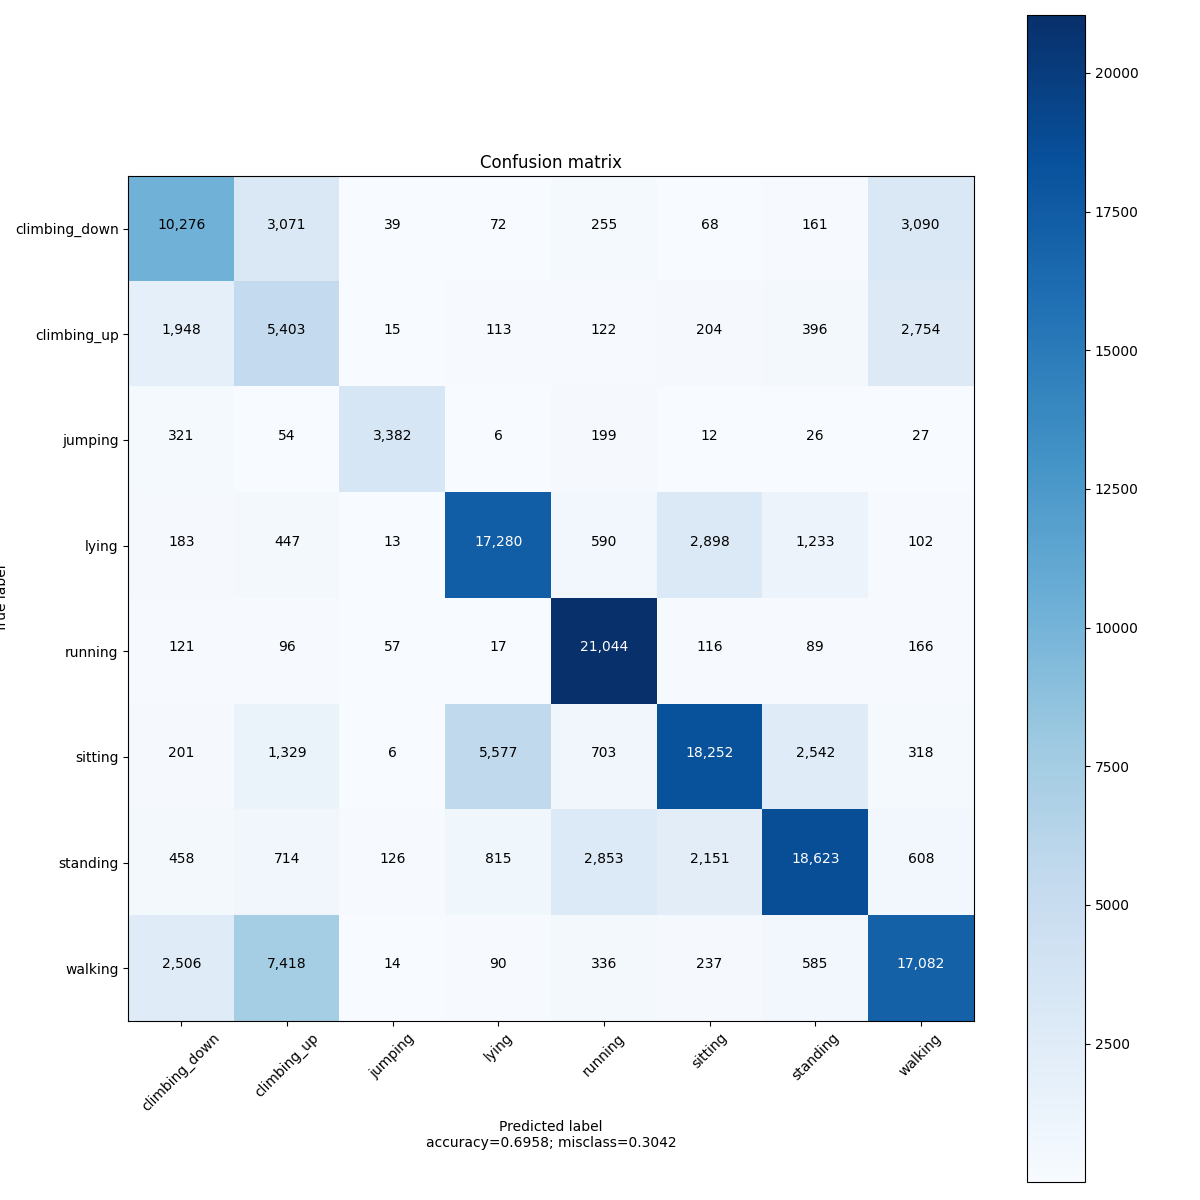 Confusion matrix
climbing_down 10,276 3,071 39 72 255 68 161 3,090
climbing_up 1,948 5,403 15 113 122 204 396 2,754
jumping 321 54 3,382 6 199 12 26 27
lying 183 447 13 17,280 590 2,898 1,233 102
running 121 96 57 17 21,044 116 89 166
sitting 201 1,329 6 5,577 703 18,252 2,542 318
standing 458 714 126 815 2,853 2,151 18,623 608
walking 2,506 7,418 14 90 336 237 585 17,082
climbing_down climbing_up jumping lying running sitting standing walking
Predicted label
accuracy=0.6958; misclass=0.3042
20000
17500
15000
12500
10000
7500
5000
2500